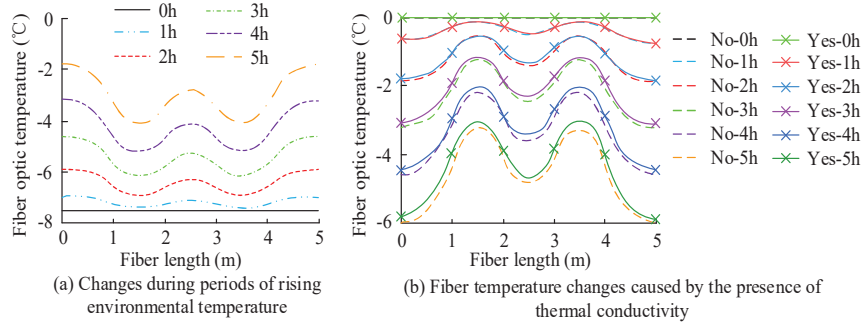 0h
1h
2h
3h
4h
5h
Fiber optic temperature (℃)
0
-2
-4
-6
-8
0 1 2 3 4 5
Fiber length (m)
(a) Changes during periods of rising
environmental temperature
Fiber optic temperature (℃)
0
-2
-4
-6
0 1 2 3 4 5
Fiber length (m)
No-0h Yes-0h
No-1h Yes-1h
No-2h Yes-2h
No-3h Yes-3h
No-4h Yes-4h
No-5h Yes-5h
(b) Fiber temperature changes caused by the presence of
thermal conductivity